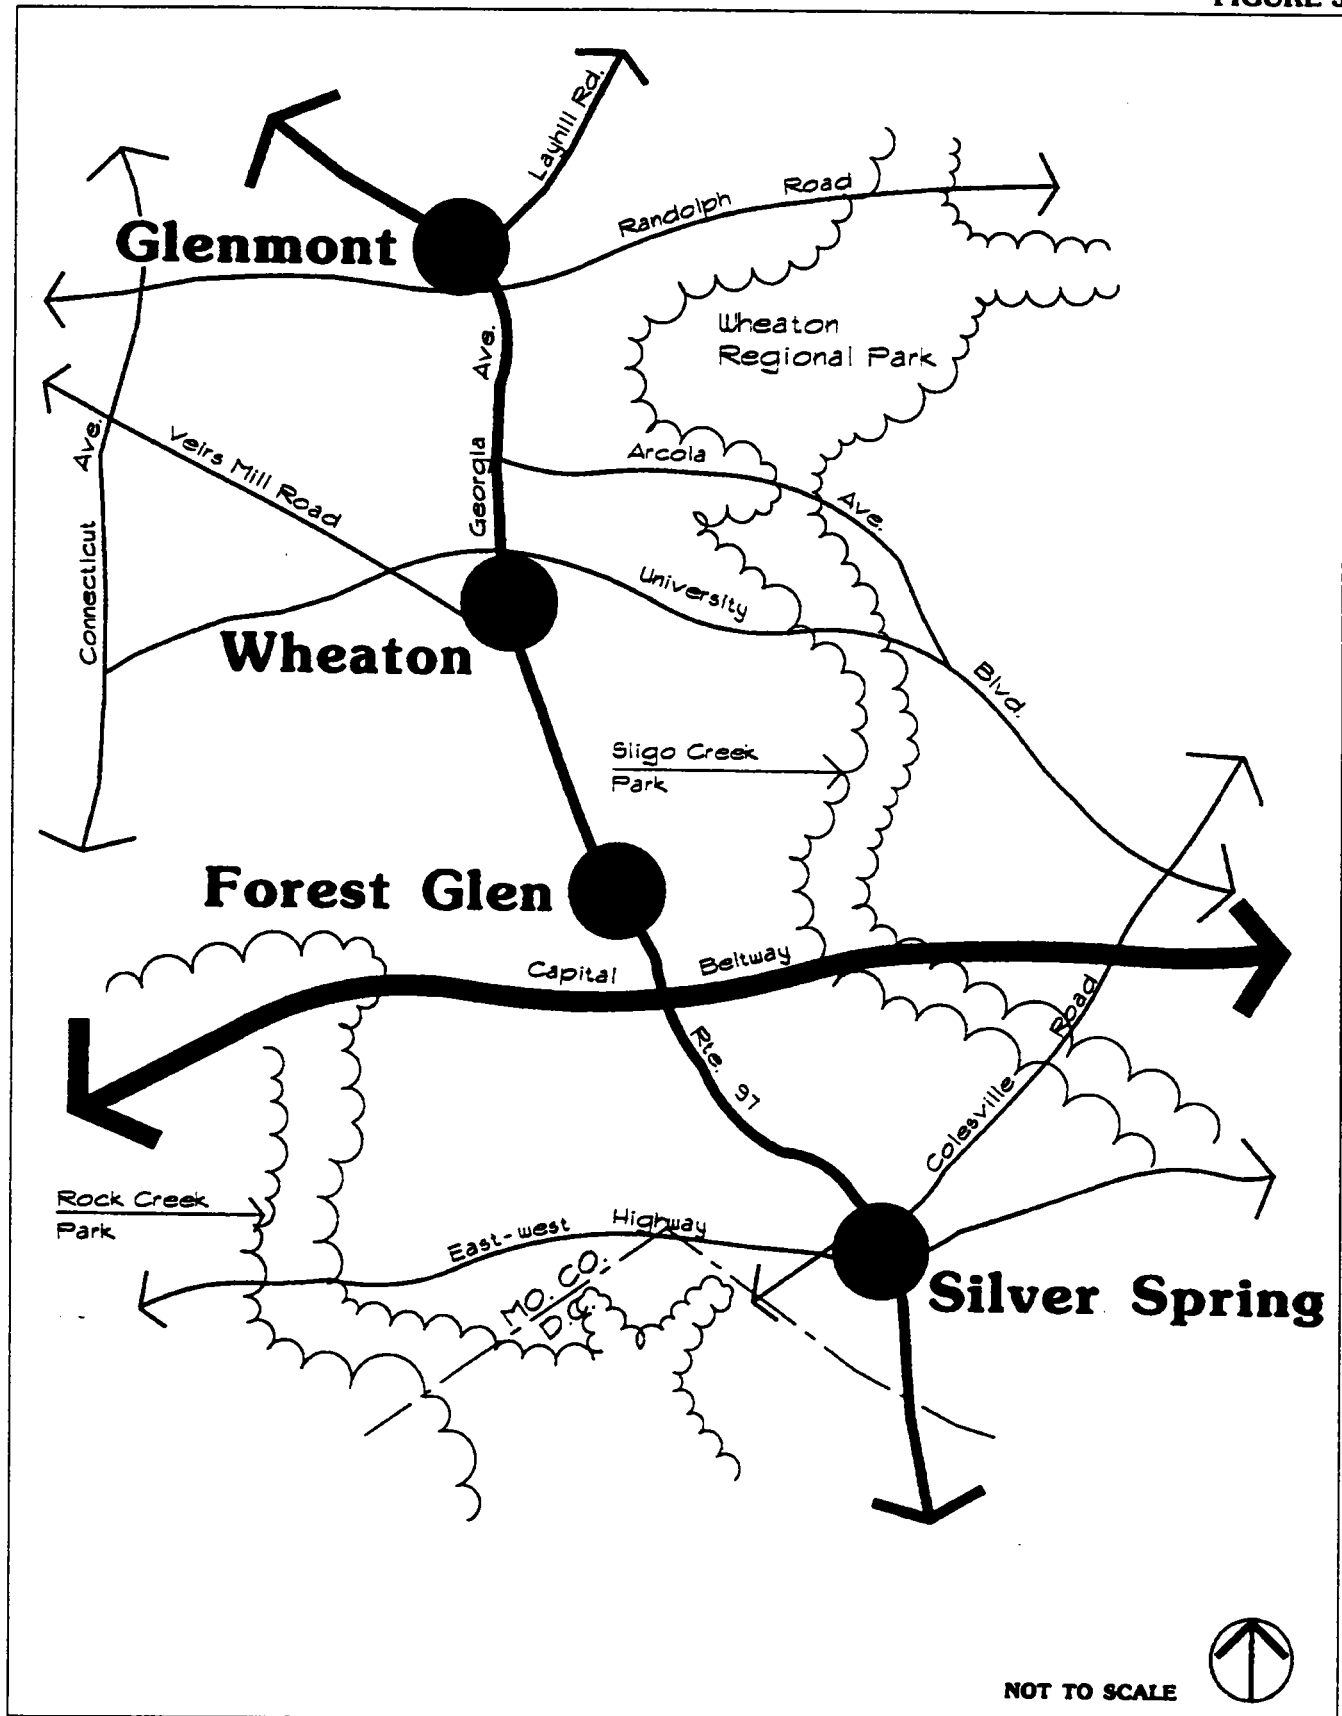 Layhill Rd.
Glenmont
Randolph Road
Wheaton
Regional Park
Georgia Ave.
Connecticut Ave.
Veirs Mill Road
Arcola Ave.
University Blvd.
Wheaton
Sligo Creek
Park
Forest Glen
Capital Beltway
Rte. 97
Colesville Road
Rock Creek
Park
East-west Highway
MO. CO.
D.C.
Silver Spring
NOT TO SCALE